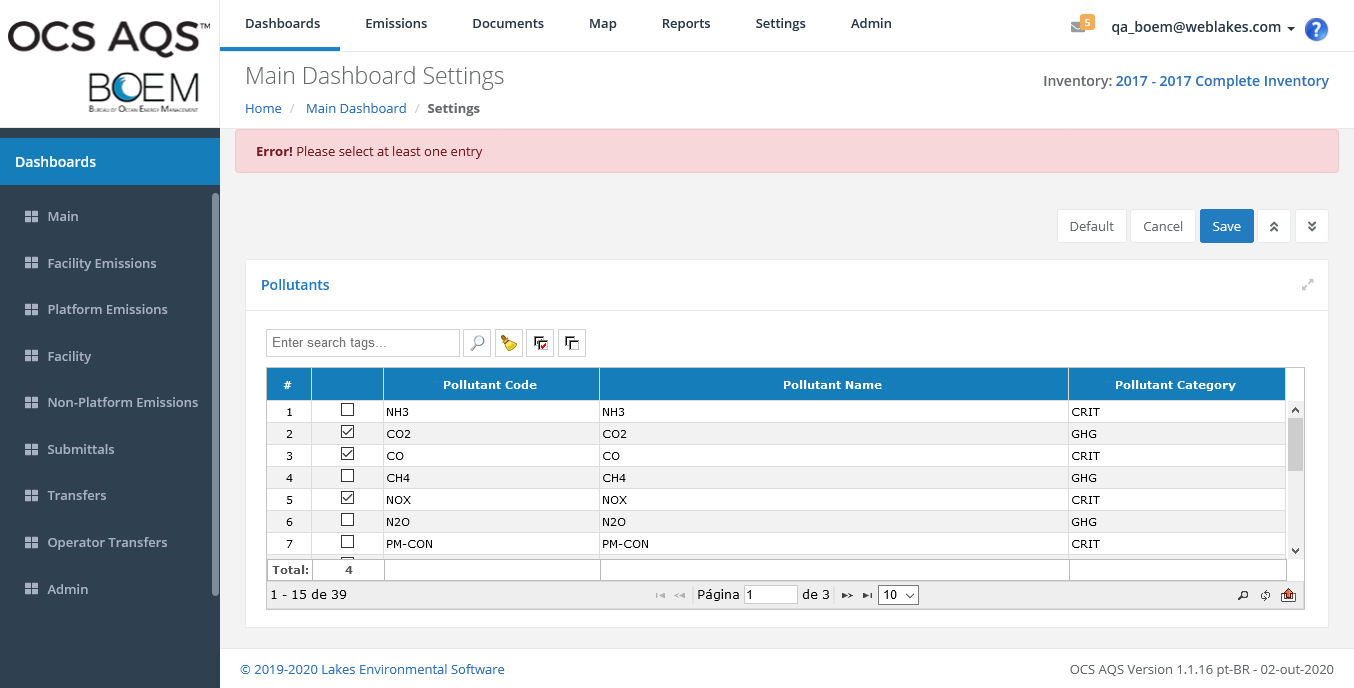 OCS AQS™
BOEM
Bureau of Ocean Energy Management
Dashboards Emissions Documents Map Reports Settings Admin
5
qa_boem@weblakes.com
?
Main Dashboard Settings
Inventory: 2017 - 2017 Complete Inventory
Home / Main Dashboard / Settings
Error! Please select at least one entry
Dashboards
Main
Facility Emissions
Platform Emissions
Facility
Non-Platform Emissions
Submittals
Transfers
Operator Transfers
Admin
Default Cancel Save
Pollutants
Enter search tags...
# Pollutant Code Pollutant Name Pollutant Category
1 NH3 NH3 CRIT
2 CO2 CO2 GHG
3 CO CO CRIT
4 CH4 CH4 GHG
5 NOX NOX CRIT
6 N2O N2O GHG
7 PM-CON PM-CON CRIT
Total: 4
1 - 15 de 39 Página 1 de 3 10
© 2019-2020 Lakes Environmental Software
OCS AQS Version 1.1.16 pt-BR - 02-out-2020